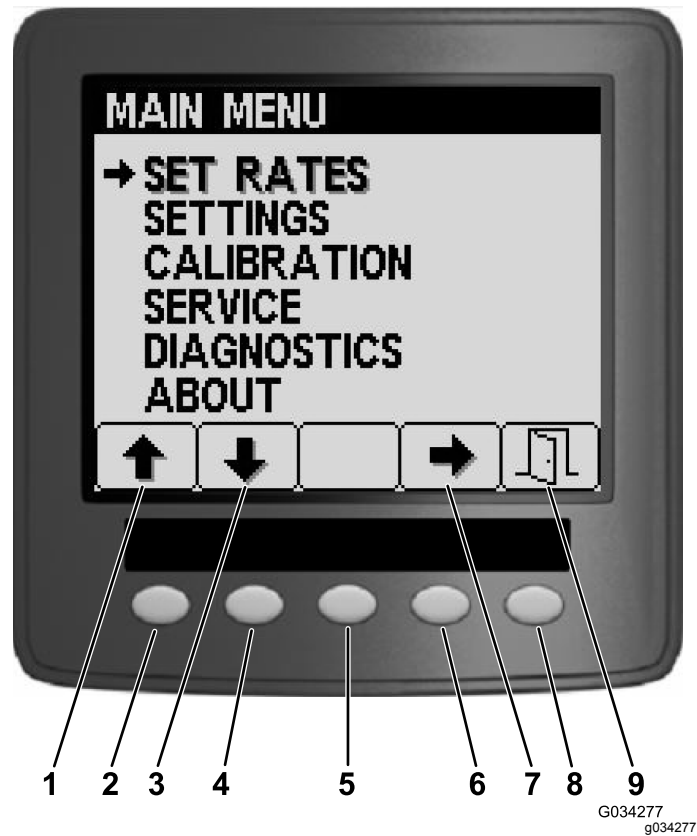 MAIN MENU
SET RATES
SETTINGS
CALIBRATION
SERVICE
DIAGNOSTICS
ABOUT
1 2 3 4 5 6 7 8 9
G034277
g034277